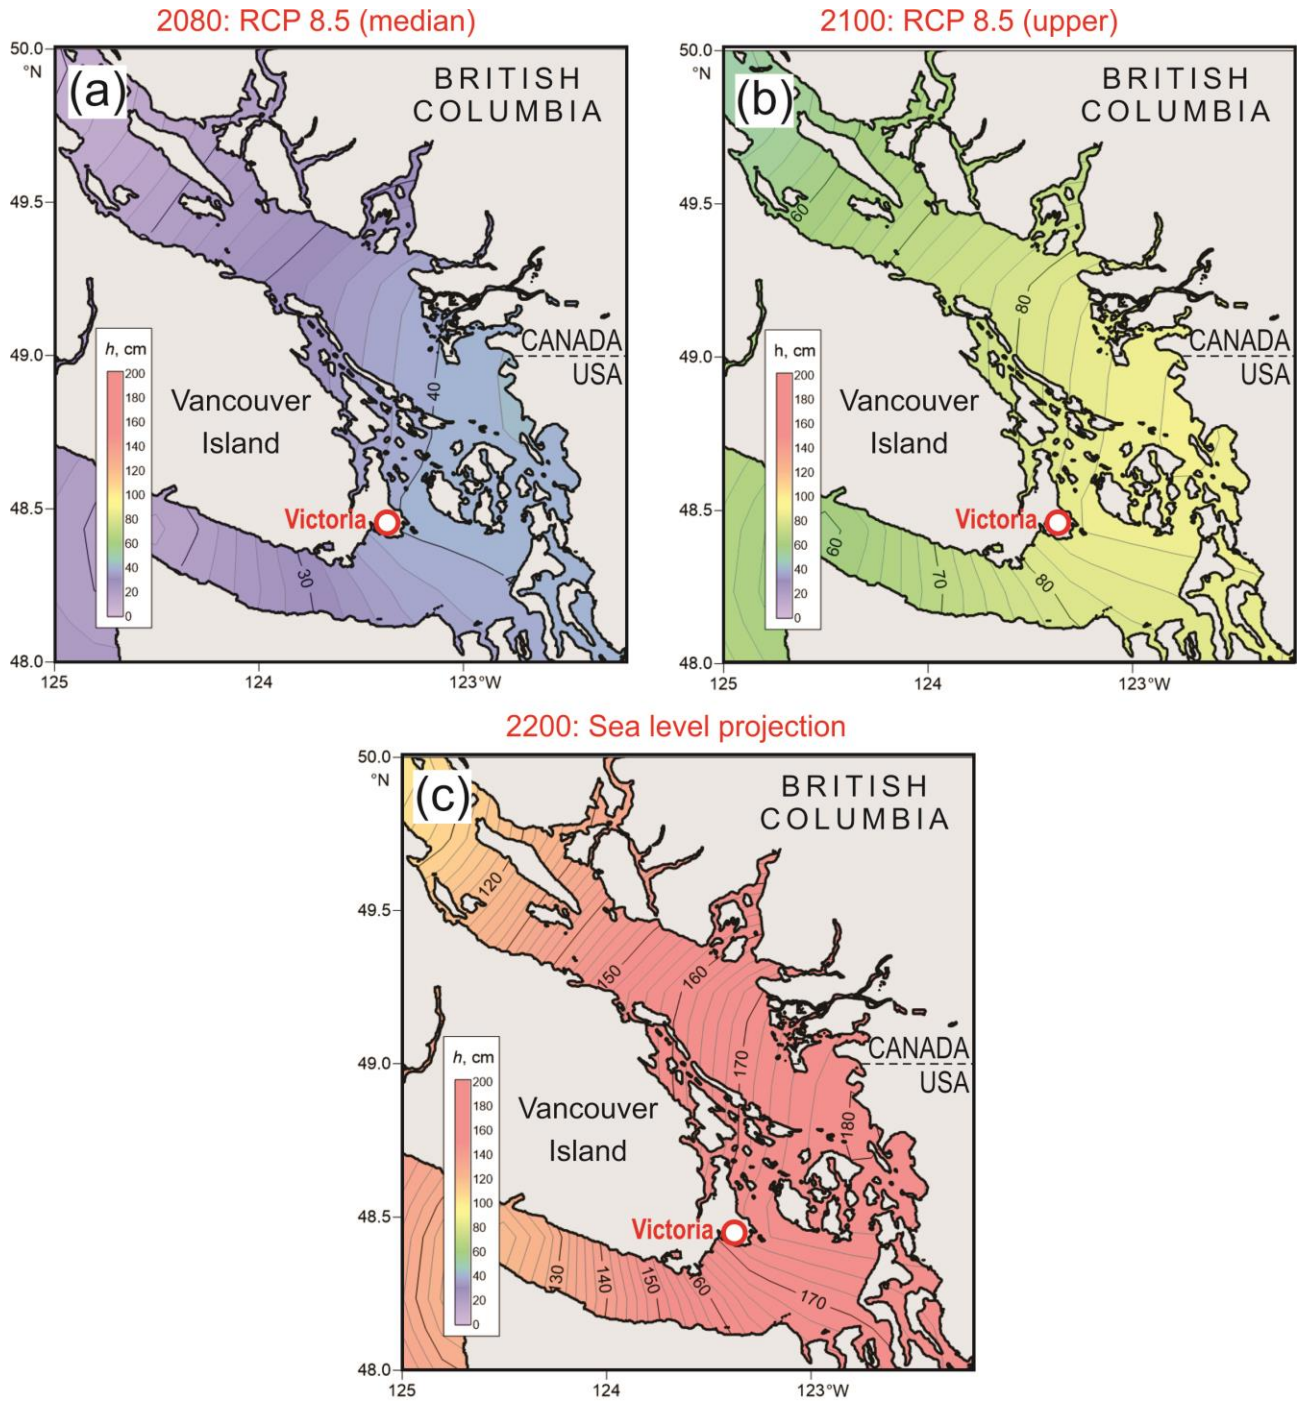 2080: RCP 8.5 (median)
50.0
°N
(a)
BRITISH
COLUMBIA
49.5
49.0
CANADA
USA
h, cm
200
180
160
140
120
100
80
60
40
20
0
40
Vancouver
Island
48.5
Victoria
30
48.0
125
124
123°W
2100: RCP 8.5 (upper)
50.0
°N
(b)
BRITISH
COLUMBIA
49.5
60
80
49.0
CANADA
USA
h, cm
200
180
160
140
120
100
80
60
40
20
0
Vancouver
Island
48.5
Victoria
60
70
80
48.0
125
124
123°W
2200: Sea level projection
50.0
°N
(c)
BRITISH
COLUMBIA
120
49.5
150
160
49.0
170
CANADA
USA
h, cm
200
180
160
140
120
100
80
60
40
20
0
Vancouver
Island
180
48.5
Victoria
130
140
150
160
170
48.0
125
124
123°W